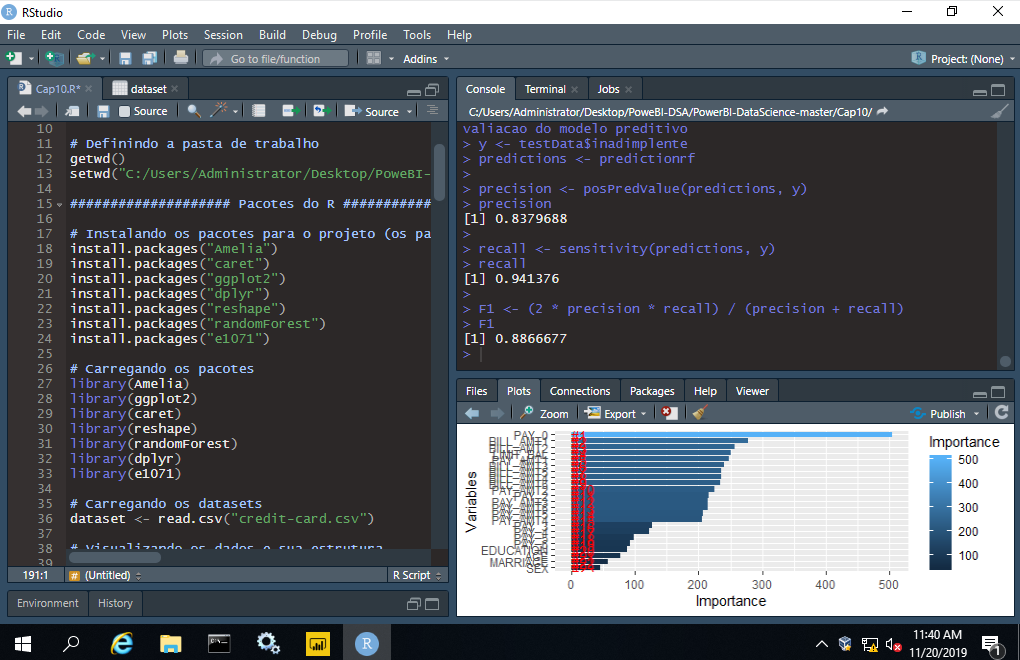 RStudio
File Edit Code View Plots Session Build Debug Profile Tools Help
Go to file/function
Addins
Project: (None)
Cap10.R*
dataset
Source
Source
10
11 # Definindo a pasta de trabalho
12 getwd()
13 setwd("C:/Users/Administrator/Desktop/PoweBI-
14
15 #################### Pacotes do R ###########
16
17 # Instalando os pacotes para o projeto (os pa
18 install.packages("Amelia")
19 install.packages("caret")
20 install.packages("ggplot2")
21 install.packages("dplyr")
22 install.packages("reshape")
23 install.packages("randomForest")
24 install.packages("e1071")
25
26 # Carregando os pacotes
27 library(Amelia)
28 library(ggplot2)
29 library(caret)
30 library(reshape)
31 library(randomForest)
32 library(dplyr)
33 library(e1071)
34
35 # Carregando os datasets
36 dataset <- read.csv("credit-card.csv")
37
38 # Visualizando os dados e sua estrutura
39
191:1 # (Untitled) R Script
Environment History
Console Terminal Jobs
C:/Users/Administrator/Desktop/PoweBI-DSA/PowerBI-DataScience-master/Cap10/
valiacao do modelo preditivo
> y <- testData$inadimplente
> predictions <- predictionrf
>
> precision <- posPredValue(predictions, y)
> precision
[1] 0.8379688
>
> recall <- sensitivity(predictions, y)
> recall
[1] 0.941376
>
> F1 <- (2 * precision * recall) / (precision + recall)
> F1
[1] 0.8866677
>
Files Plots Connections Packages Help Viewer
Zoom Export Publish
Variables
PAY_0
#1
EDUCATION
MARRIAGE
SEX
0 100 200 300 400 500
Importance
Importance
500
400
300
200
100
11:40 AM
11/20/2019
1